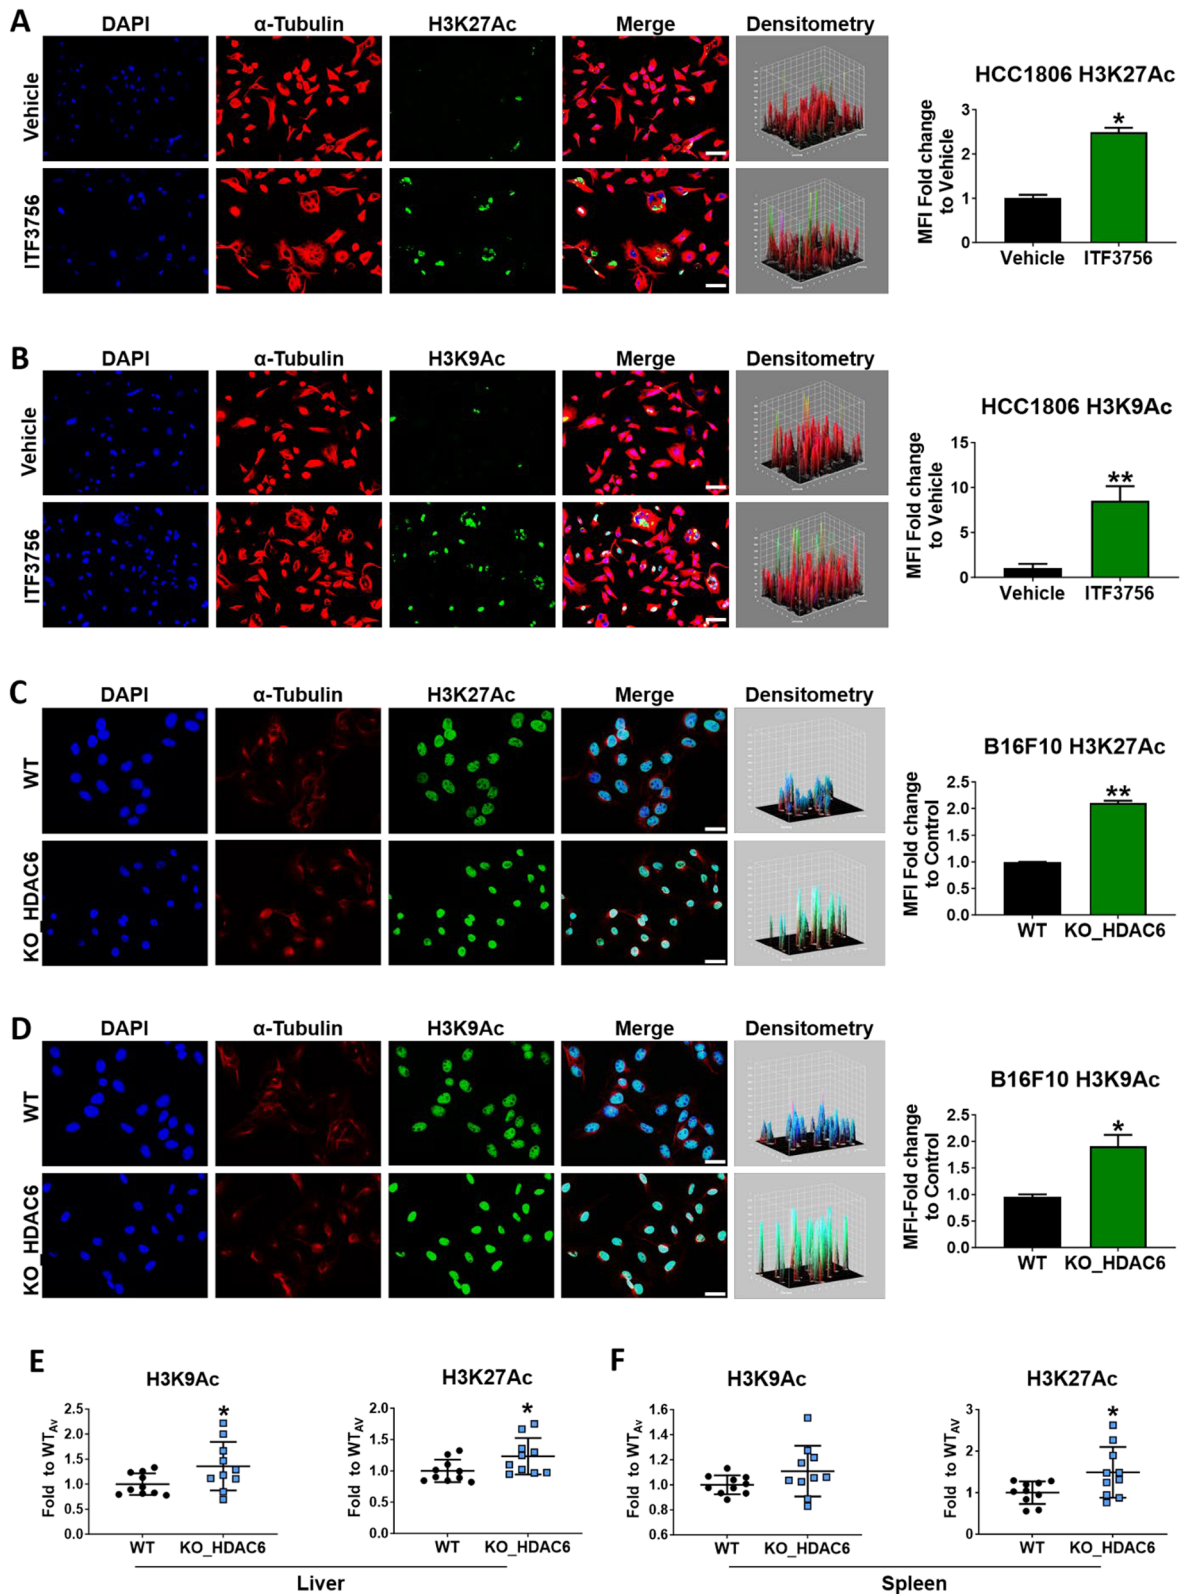 A
DAPI α-Tubulin H3K27Ac Merge Densitometry
Vehicle
ITF3756
HCC1806 H3K27Ac
MFI Fold change
to Vehicle
3
2
1
0
*
Vehicle ITF3756
B
DAPI α-Tubulin H3K9Ac Merge Densitometry
Vehicle
ITF3756
HCC1806 H3K9Ac
MFI Fold change
to Vehicle
15
10
5
0
**
Vehicle ITF3756
C
DAPI α-Tubulin H3K27Ac Merge Densitometry
WT
KO_HDAC6
B16F10 H3K27Ac
MFI Fold change
to Control
2.5
2.0
1.5
1.0
0.5
0.0
**
WT KO_HDAC6
D
DAPI α-Tubulin H3K9Ac Merge Densitometry
WT
KO_HDAC6
B16F10 H3K9Ac
MFI-Fold change
to Control
2.5
2.0
1.5
1.0
0.5
0.0
*
WT KO_HDAC6
E
H3K9Ac
Fold to WTAv
2.5
2.0
1.5
1.0
0.5
0.0
*
WT KO_HDAC6
H3K27Ac
Fold to WTAv
2.0
1.5
1.0
0.5
0.0
*
WT KO_HDAC6
Liver
F
H3K9Ac
Fold to WTAv
1.6
1.4
1.2
1.0
0.8
0.6
WT KO_HDAC6
H3K27Ac
Fold to WTAv
3
2
1
0
*
WT KO_HDAC6
Spleen